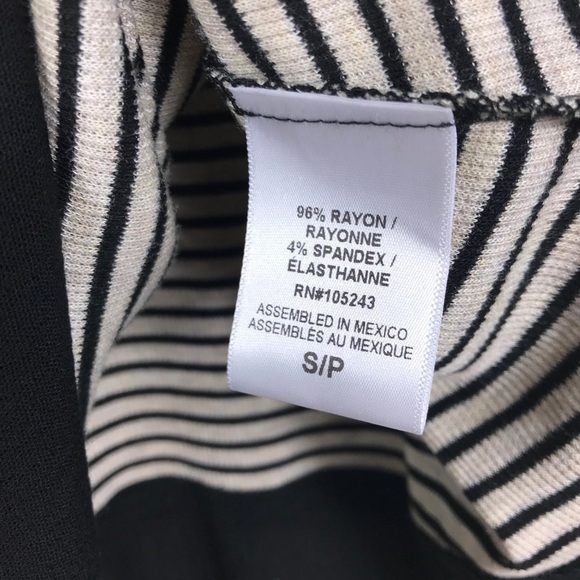 96% RAYON /
RAYONNE
4% SPANDEX /
ÉLASTHANNE
RN#105243
ASSEMBLED IN MEXICO
ASSEMBLÉS AU MEXIQUE
S/P